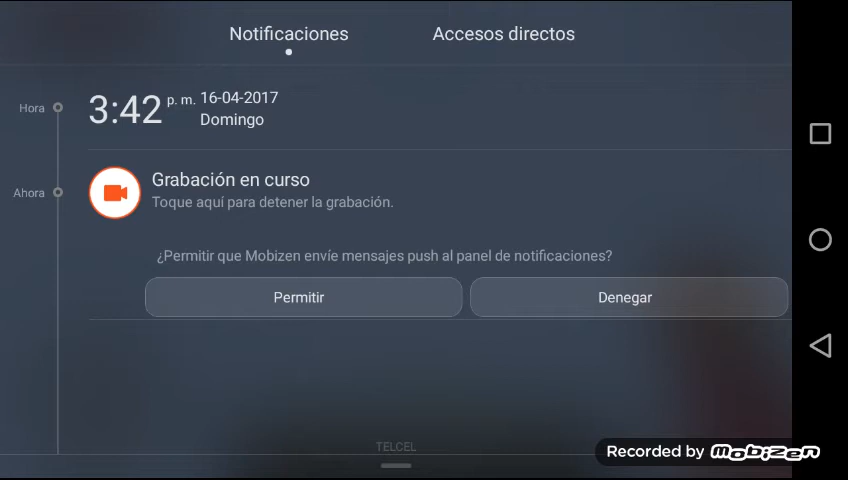 Notificaciones Accesos directos
Hora 3:42 p. m. 16-04-2017
Domingo
Ahora Grabación en curso
Toque aquí para detener la grabación.
¿Permitir que Mobizen envíe mensajes push al panel de notificaciones?
Permitir Denegar
TELCEL
Recorded by mobizen